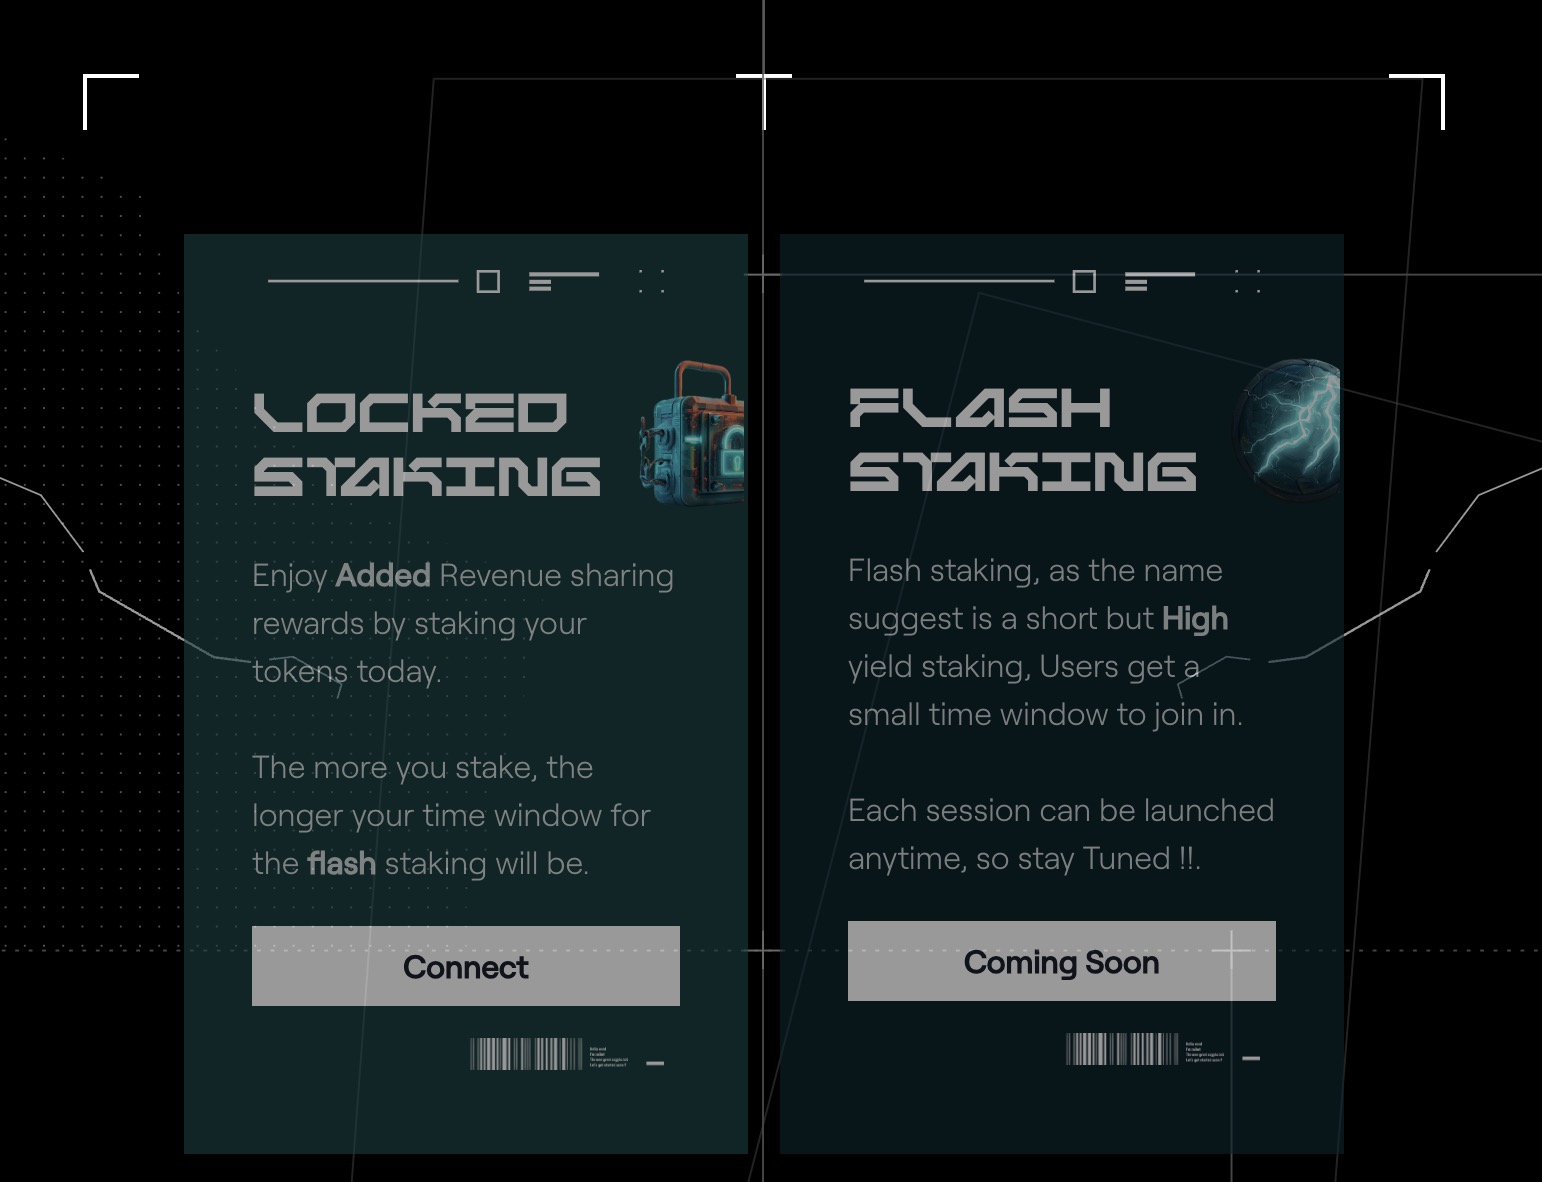 LOCKED
STAKING
Enjoy Added Revenue sharing
rewards by staking your
tokens today.
The more you stake, the
longer your time window for
the flash staking will be.
Connect
FLASH
STAKING
Flash staking, as the name
suggest is a short but High
yield staking, Users get a
small time window to join in.
Each session can be launched
anytime, so stay Tuned !!.
Coming Soon